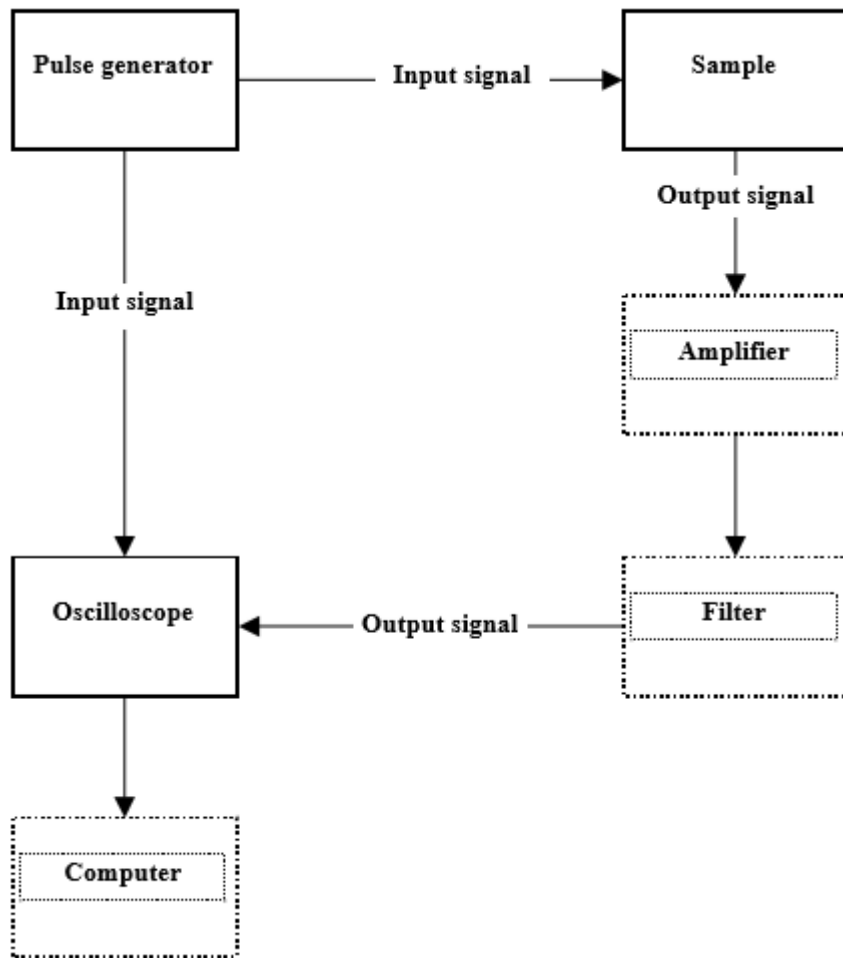 Pulse generator
Input signal
Sample
Output signal
Input signal
Amplifier
Oscilloscope
Output signal
Filter
Computer